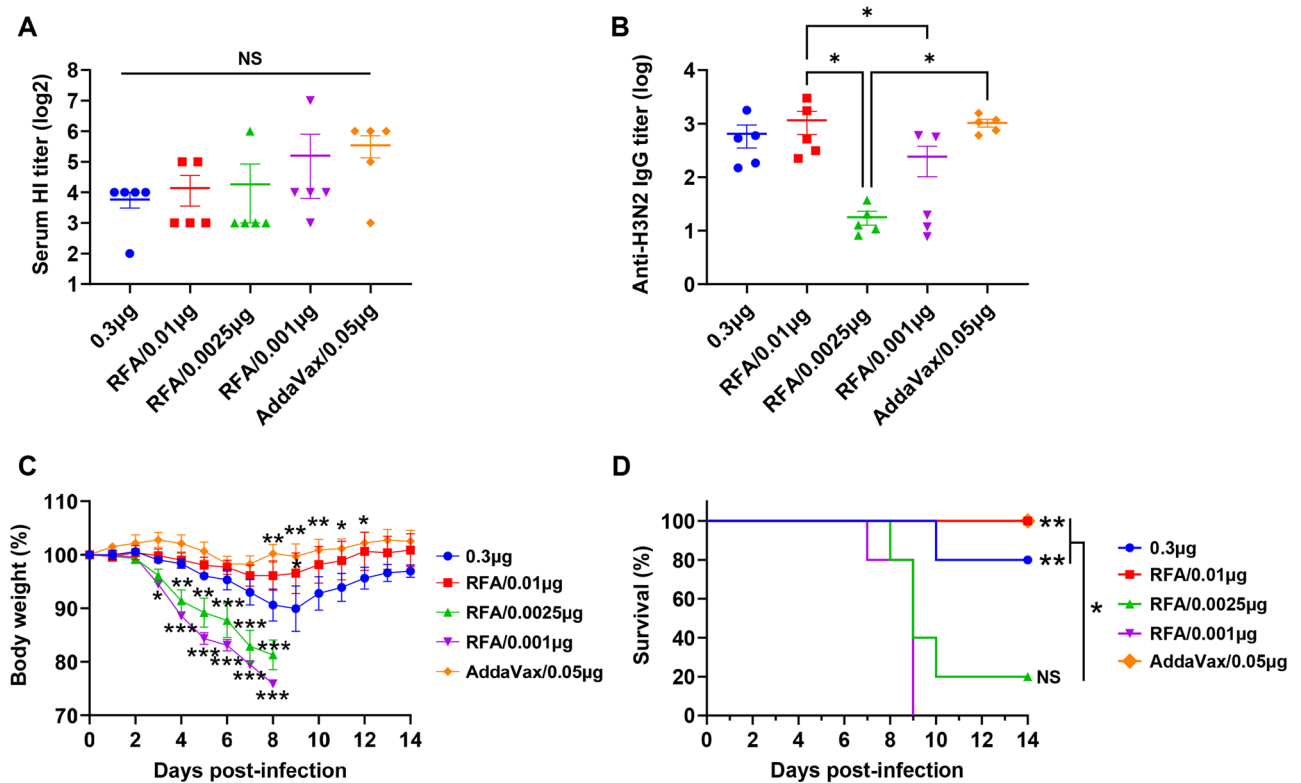 A
NS
8
7
6
5
4
3
2
1
Serum HI titer (log2)
0.3µg
RFA/0.01µg
RFA/0.0025µg
RFA/0.001µg
AddaVax/0.05µg
B
*
*
*
4
3
2
1
0
Anti-H3N2 IgG titer (log)
0.3µg
RFA/0.01µg
RFA/0.0025µg
RFA/0.001µg
AddaVax/0.05µg
C
110
100
90
80
70
Body weight (%)
** ** ** * *
*
** ** *** ***
* *** *** *** *** ***
0 2 4 6 8 10 12 14
Days post-infection
0.3µg
RFA/0.01µg
RFA/0.0025µg
RFA/0.001µg
AddaVax/0.05µg
D
100
80
60
40
20
0
Survival (%)
**
**
*
NS
0 2 4 6 8 10 12 14
Days post-infection
0.3µg
RFA/0.01µg
RFA/0.0025µg
RFA/0.001µg
AddaVax/0.05µg